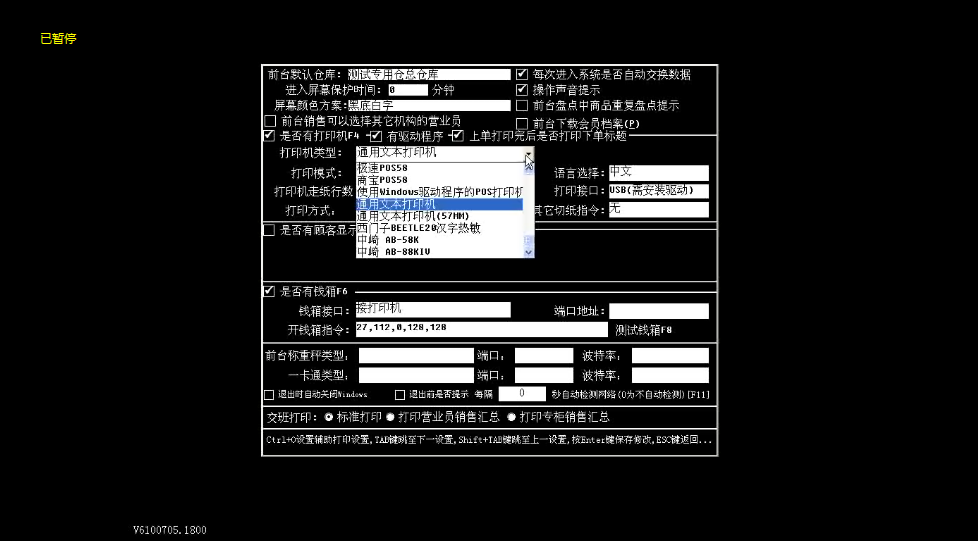 已暂停
前台默认仓库: 测试专用仓总仓库
每次进入系统是否自动交换数据
进入屏幕保护时间: 0 分钟
操作声音提示
屏幕颜色方案:黑底白字
前台盘点中商品重复盘点提示
前台销售可以选择其它机构的营业员
前台下载会员档案(P)
是否有打印机F4 有驱动程序 上单打印完后是否打印下单标题
打印机类型: 通用文本打印机
打印模式: 极速POS58
商宝POS58
语言选择: 中文
打印机走纸行数 使用Windows驱动程序的POS打印机
打印接口: USB(需安装驱动)
打印方式: 通用文本打印机
通用文本打印机(57MM)
其它切纸指令: 无
是否有顾客显示 西门子BEETLE20汉字热敏
中崎 AB-58K
中崎 AB-88KIV
是否有钱箱F6
钱箱接口: 接打印机
端口地址:
开钱箱指令: 27,112,0,128,128 测试钱箱F8
前台称重秤类型: 端口: 波特率:
一卡通类型: 端口: 波特率:
退出时自动关闭Windows 退出前是否提示 每隔 0 秒自动检测网络(0为不自动检测)[F11]
交班打印: 标准打印 打印营业员销售汇总 打印专柜销售汇总
Ctrl+O设置辅助打印设置,TAB键跳至下一设置,Shift+TAB键跳至上一设置,按Enter键保存修改,ESC键返回...
V6100705.1800